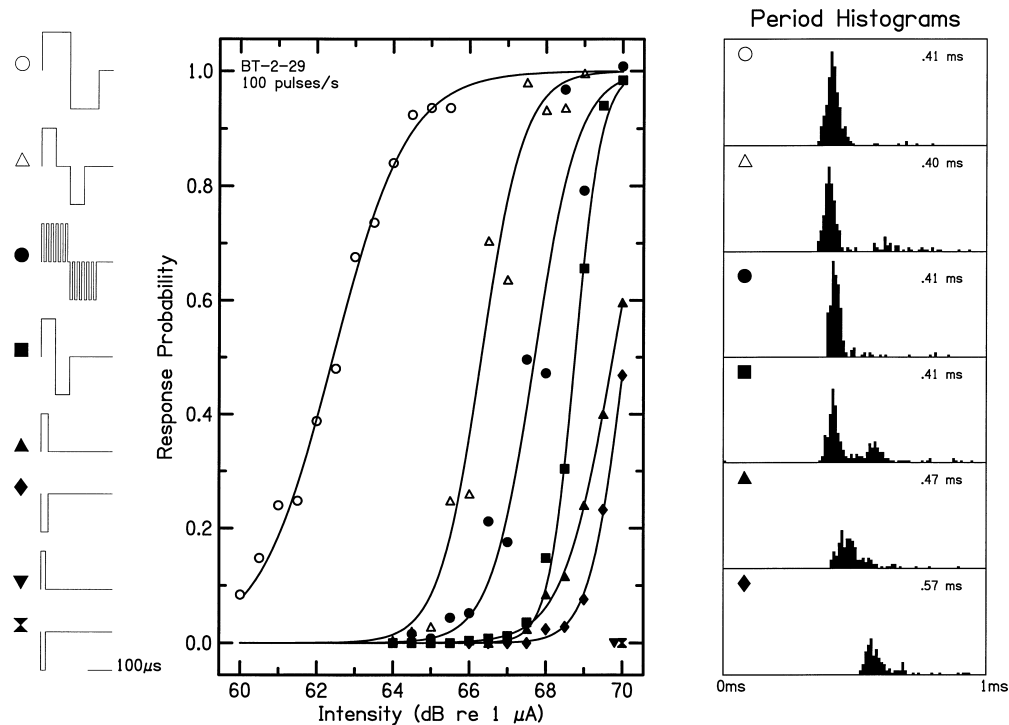 Period Histograms
BT-2-29
100 pulses/s
1.0
0.8
0.6
0.4
0.2
0.0
Response Probability
60 62 64 66 68 70
Intensity (dB re 1 μA)
100μs
.41 ms
.40 ms
.41 ms
.41 ms
.47 ms
.57 ms
0ms 1ms